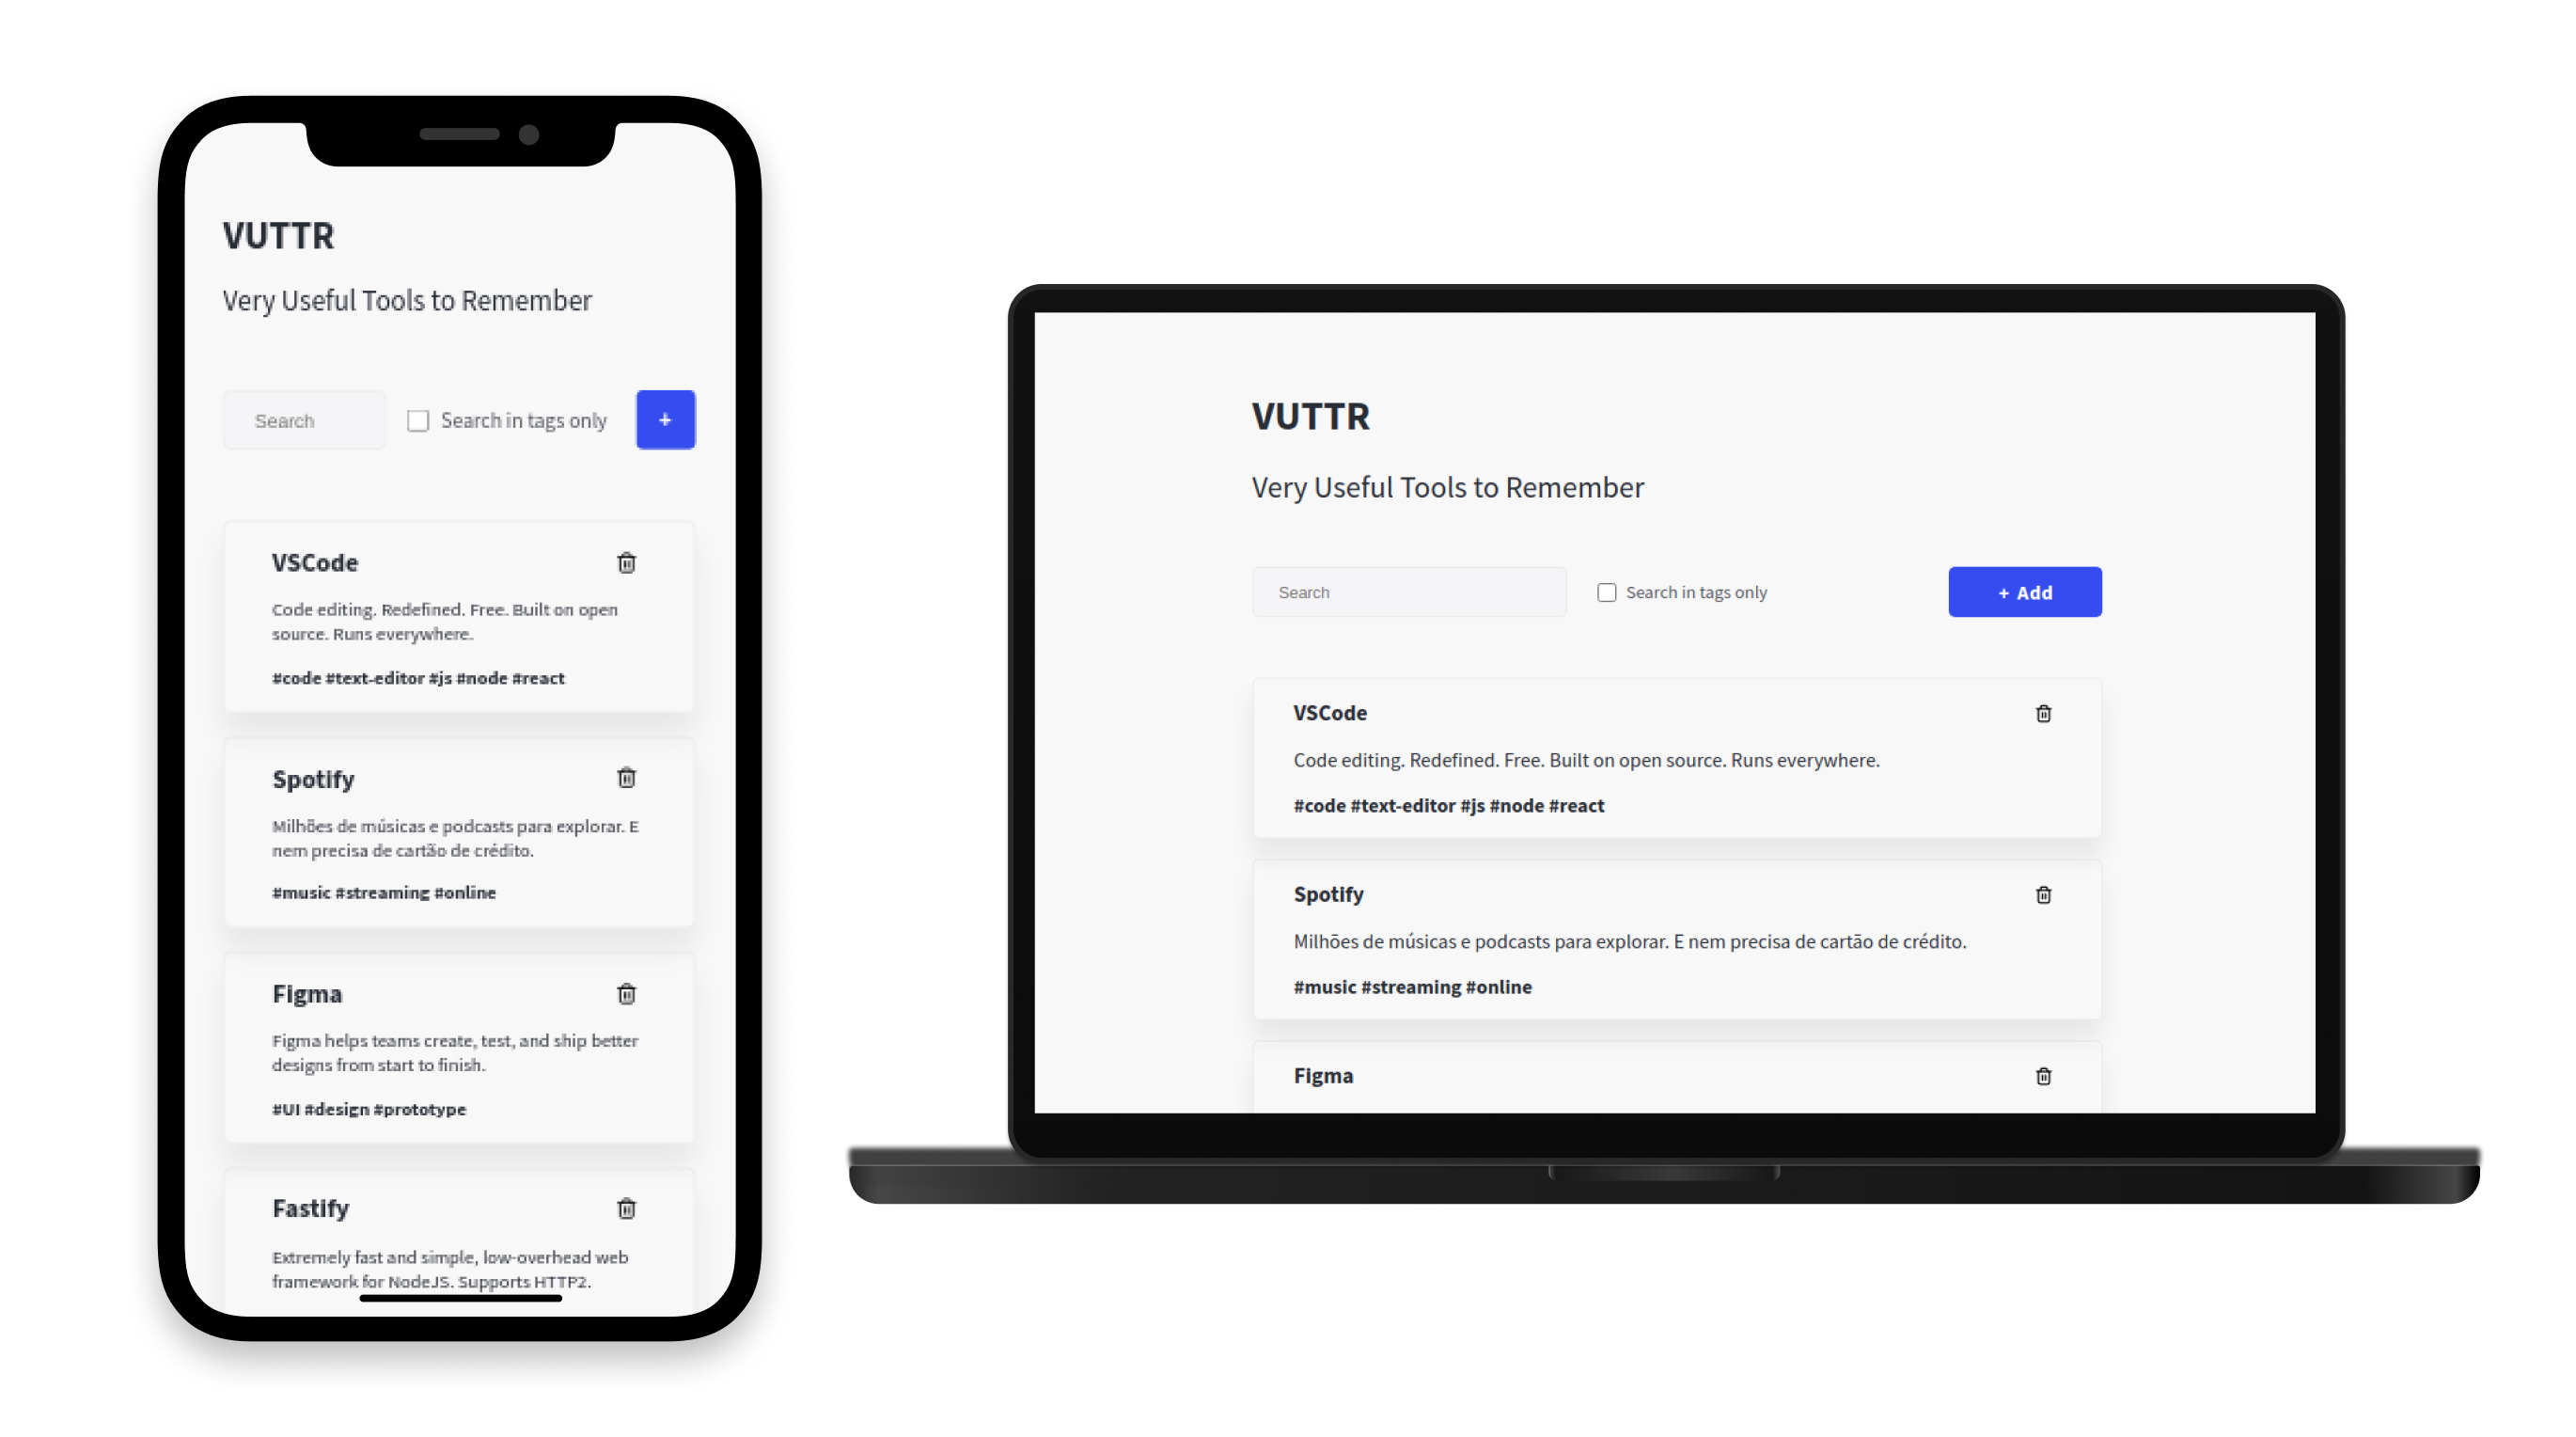 VUTTR
Very Useful Tools to Remember
Search
Search in tags only
+
VSCode
Code editing. Redefined. Free. Built on open
source. Runs everywhere.
#code #text-editor #js #node #react
Spotify
Milhões de músicas e podcasts para explorar. E
nem precisa de cartão de crédito.
#music #streaming #online
Figma
Figma helps teams create, test, and ship better
designs from start to finish.
#UI #design #prototype
Fastify
Extremely fast and simple, low-overhead web
framework for NodeJS. Supports HTTP2.
VUTTR
Very Useful Tools to Remember
Search
Search in tags only
+ Add
VSCode
Code editing. Redefined. Free. Built on open source. Runs everywhere.
#code #text-editor #js #node #react
Spotify
Milhões de músicas e podcasts para explorar. E nem precisa de cartão de crédito.
#music #streaming #online
Figma